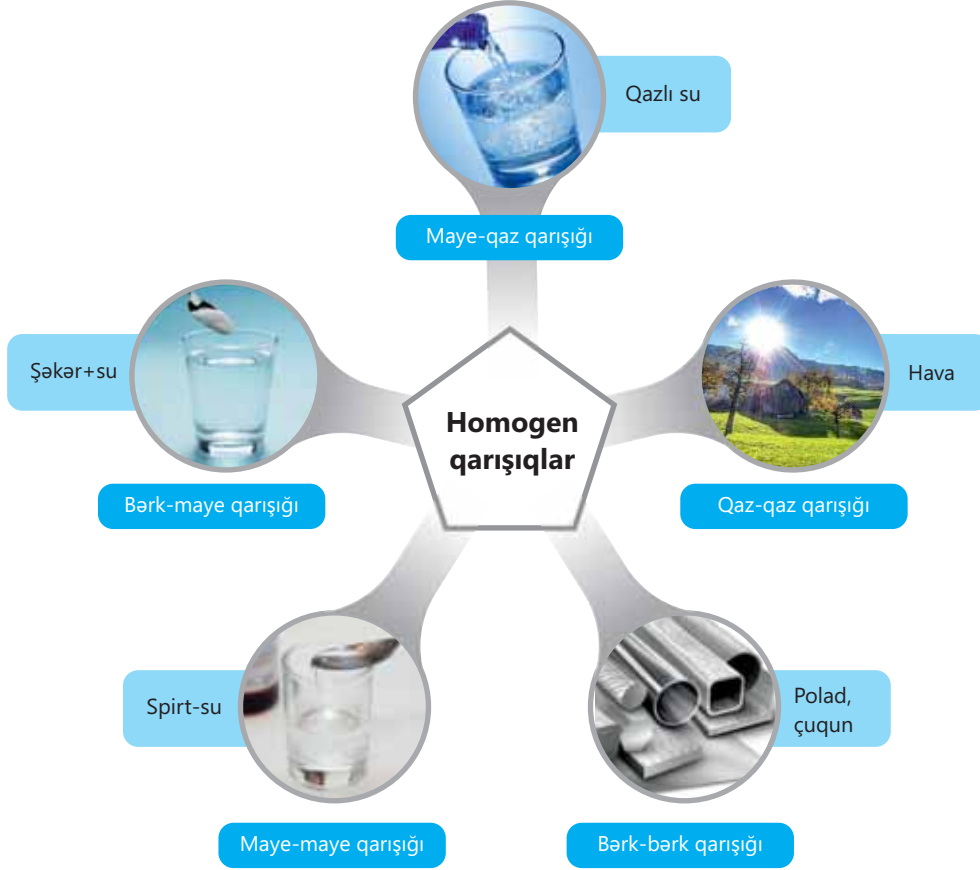 Qazlı su
Maye-qaz qarışığı
Şəkər+su
Bərk-maye qarışığı
Homogen
qarışıqlar
Hava
Qaz-qaz qarışığı
Spirt-su
Maye-maye qarışığı
Polad,
çuqun
Bərk-bərk qarışığı